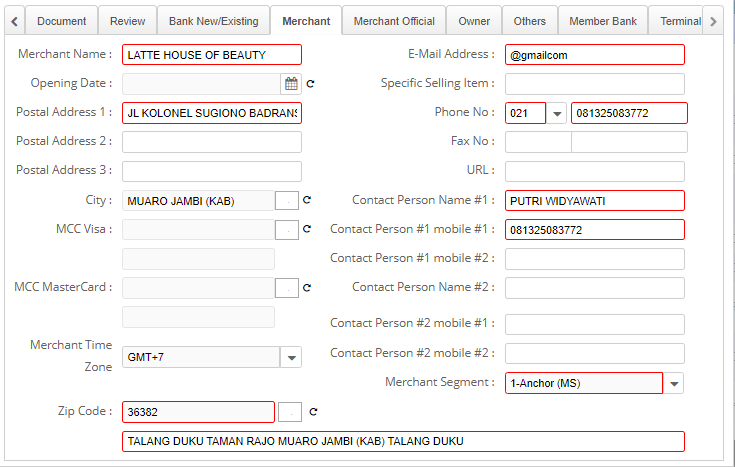 Document Review Bank New/Existing Merchant Merchant Official Owner Others Member Bank Terminal
Merchant Name : LATTE HOUSE OF BEAUTY E-Mail Address : @gmailcom
Opening Date : Specific Selling Item :
Postal Address 1 : JL KOLONEL SUGIONO BADRANS Phone No : 021 081325083772
Postal Address 2 : Fax No :
Postal Address 3 : URL :
City : MUARO JAMBI (KAB) Contact Person Name #1 : PUTRI WIDYAWATI
MCC Visa : Contact Person #1 mobile #1 : 081325083772
Contact Person #1 mobile #2 :
MCC MasterCard : Contact Person Name #2 :
Contact Person #2 mobile #1 :
Merchant Time Zone : GMT+7 Contact Person #2 mobile #2 :
Merchant Segment : 1-Anchor (MS)
Zip Code : 36382
TALANG DUKU TAMAN RAJO MUARO JAMBI (KAB) TALANG DUKU